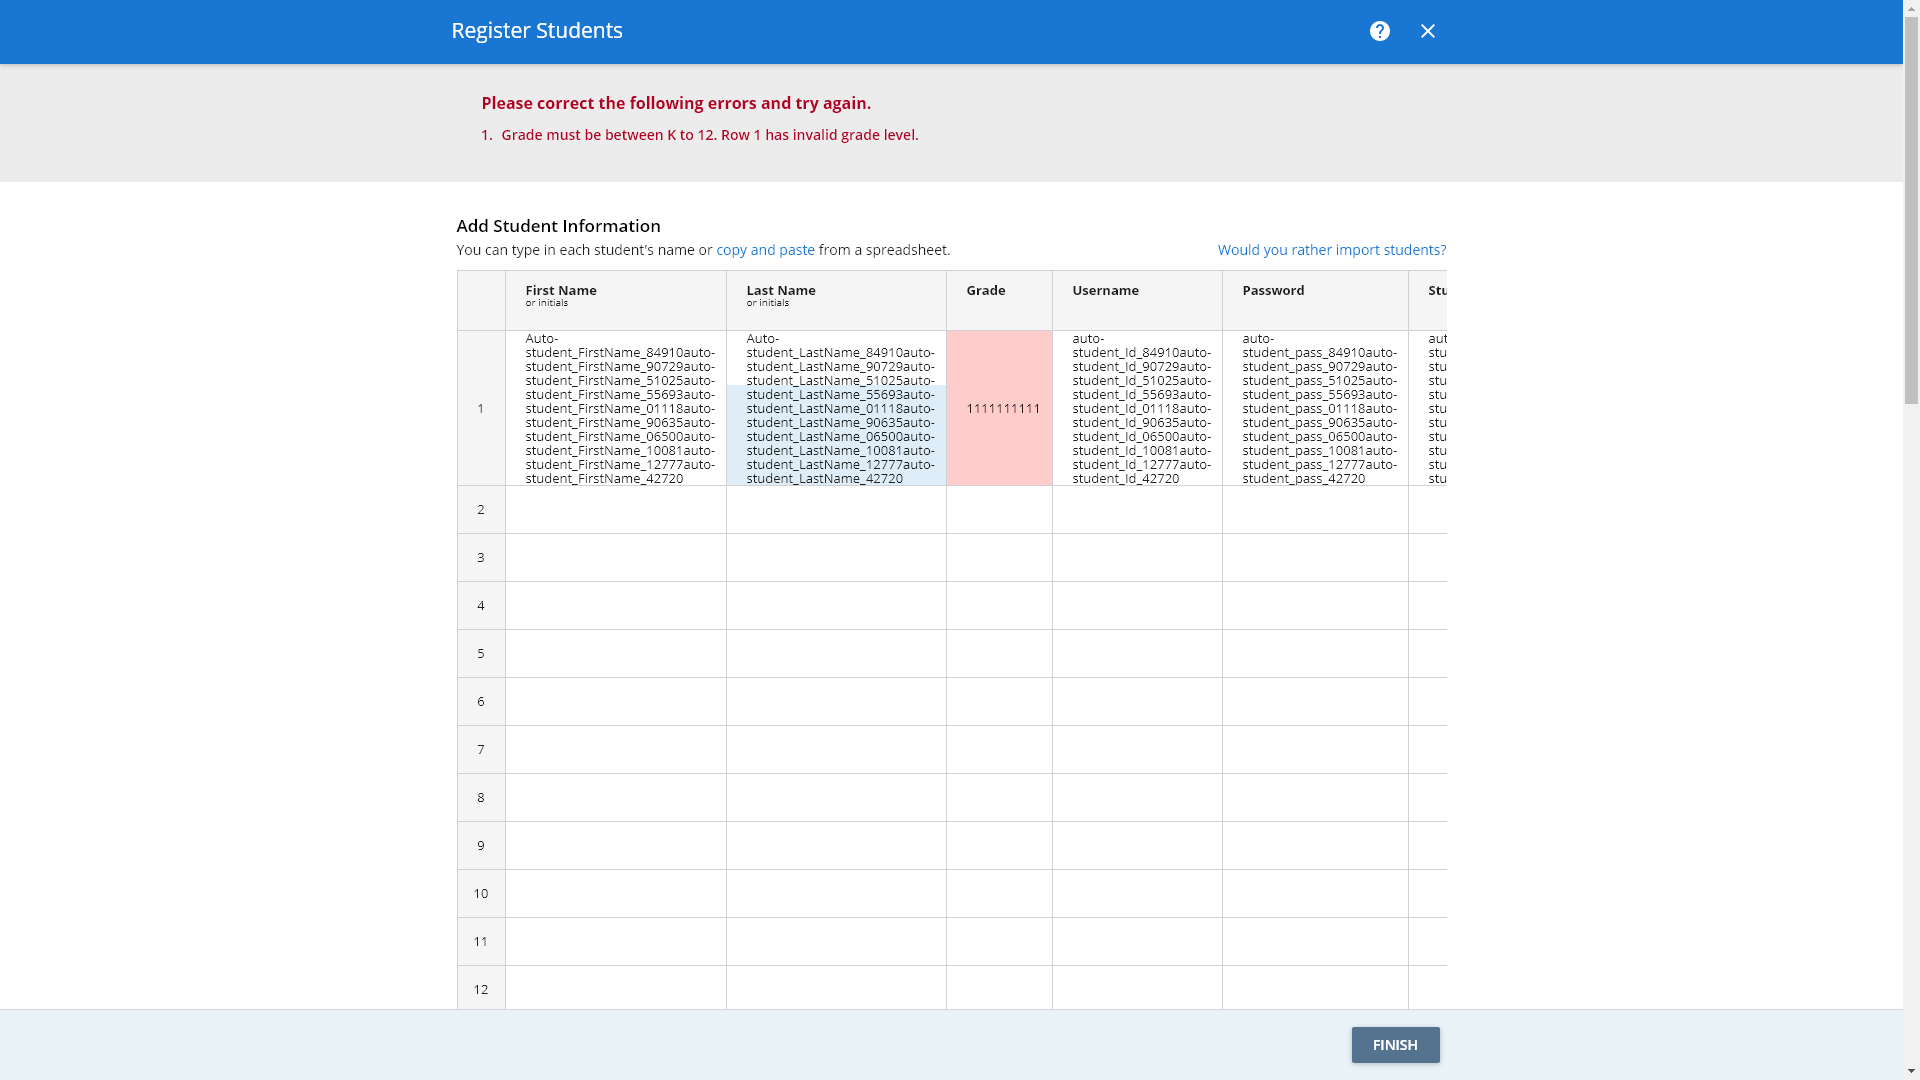 Register Students
Please correct the following errors and try again.
1. Grade must be between K to 12. Row 1 has invalid grade level.
Add Student Information
You can type in each student's name or copy and paste from a spreadsheet.
Would you rather import students?
First Name
or initials
Last Name
or initials
Grade
Username
Password
Stu
1
Auto-
student_FirstName_84910auto-
student_FirstName_90729auto-
student_FirstName_51025auto-
student_FirstName_55693auto-
student_FirstName_01118auto-
student_FirstName_90635auto-
student_FirstName_06500auto-
student_FirstName_10081auto-
student_FirstName_12777auto-
student_FirstName_42720
Auto-
student_LastName_84910auto-
student_LastName_90729auto-
student_LastName_51025auto-
student_LastName_55693auto-
student_LastName_01118auto-
student_LastName_90635auto-
student_LastName_06500auto-
student_LastName_10081auto-
student_LastName_12777auto-
student_LastName_42720
1111111111
auto-
student_Id_84910auto-
student_Id_90729auto-
student_Id_51025auto-
student_Id_55693auto-
student_Id_01118auto-
student_Id_90635auto-
student_Id_06500auto-
student_Id_10081auto-
student_Id_12777auto-
student_Id_42720
auto-
student_pass_84910auto-
student_pass_90729auto-
student_pass_51025auto-
student_pass_55693auto-
student_pass_01118auto-
student_pass_90635auto-
student_pass_06500auto-
student_pass_10081auto-
student_pass_12777auto-
student_pass_42720
aut
stu
stu
stu
stu
stu
stu
stu
stu
stu
stu
2
3
4
5
6
7
8
9
10
11
12
FINISH